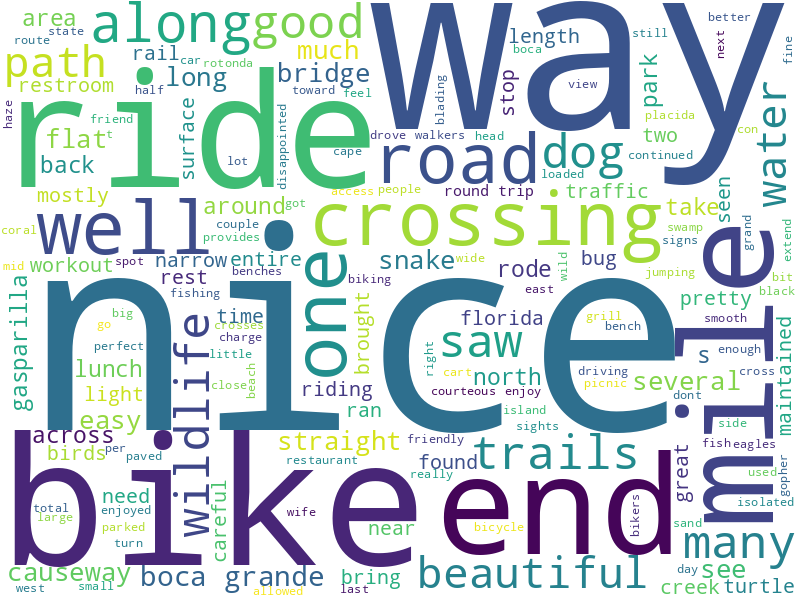 area
state
route
along
good
way
length
still
better
next
fine
path
rail
car
rotonda
much
boca
bridge
stop
blading
view
park
restroom
half
long
toward
feel
placida
haze
ride
friend
flat
t
surface
disappointed
drove
walkers
head
two
con
water
back
lot
cape
road
dog
loaded
continued
mostly
access
people
round trip
traffic
seen
take
well
around
got
crossing
swamp
signs
grand
extend
coral
couple
provides
workout
spot
narrow
entire
one
snake
wide
rode
bug
wild
mile
mid
rest
benches
biking
east
jumping
bit
pretty
black
gasparilla
fishing
nice
florida
smooth
big
go
time
crosses
brought
grill
bench
s
enough
maintained
perfect
charge
saw
lunch
wildlife
little
right
north
driving
cross
close
beach
cart
picnic
several
light
riding
courteous
enjoy
dont
easy
ran
island
side
across
straight
friendly
sights
trails
great
fish
eagles
birds
per
paved
restaurant
found
really
used
gopher
bike
need
careful
end
isolated
total
enjoyed
wife
bikers
large
parked
near
bicycle
sand
turn
many
causeway
boca
grande
bring
beautiful
day
see
west
small
allowed
last
creek
turtle